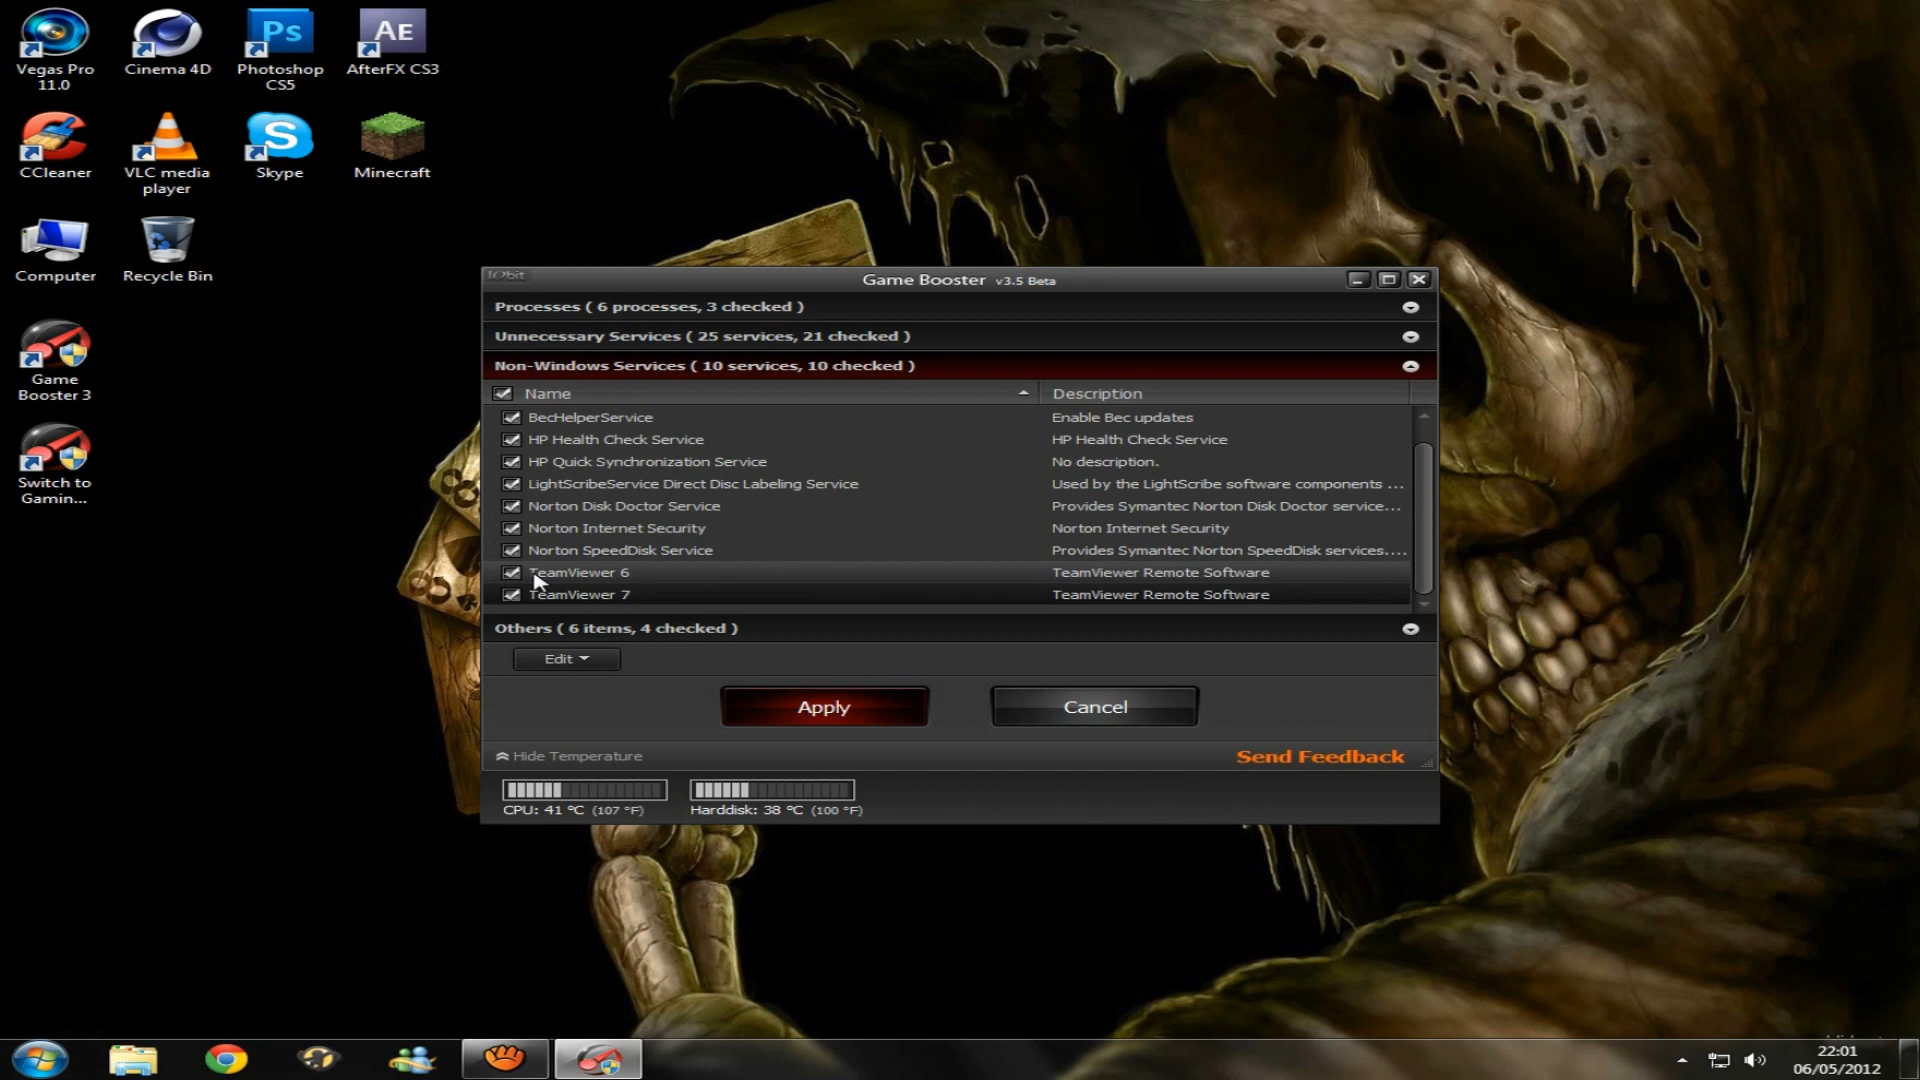 Vegas Pro
11.0
Cinema 4D
Ps
Photoshop
CS5
AE
AfterFX CS3
CCleaner
VLC media
player
S
Skype
Minecraft
Computer
Recycle Bin
Game
Booster 3
Switch to
Gamin...
IObit
Game Booster v3.5 Beta
Processes ( 6 processes, 3 checked )
Unnecessary Services ( 25 services, 21 checked )
Non-Windows Services ( 10 services, 10 checked )
Name Description
BecHelperService Enable Bec updates
HP Health Check Service HP Health Check Service
HP Quick Synchronization Service No description.
LightScribeService Direct Disc Labeling Service Used by the LightScribe software components ...
Norton Disk Doctor Service Provides Symantec Norton Disk Doctor service...
Norton Internet Security Norton Internet Security
Norton SpeedDisk Service Provides Symantec Norton SpeedDisk services....
TeamViewer 6 TeamViewer Remote Software
TeamViewer 7 TeamViewer Remote Software
Others ( 6 items, 4 checked )
Edit
Apply Cancel
Hide Temperature Send Feedback
CPU: 41 ℃ (107 °F) Harddisk: 38 ℃ (100 °F)
22:01
06/05/2012